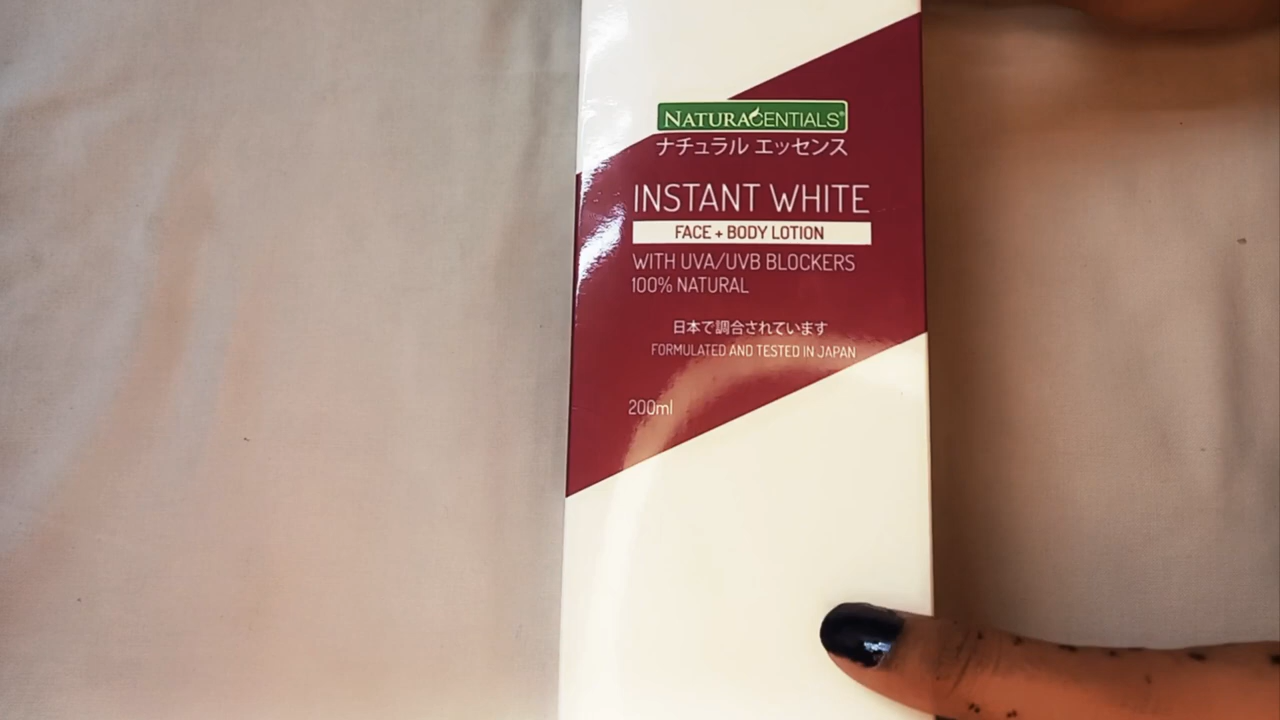 NATURACENTIALS®
ナチュラル エッセンス
INSTANT WHITE
FACE + BODY LOTION
WITH UVA/UVB BLOCKERS
100% NATURAL
日本で調合されています
FORMULATED AND TESTED IN JAPAN
200ml